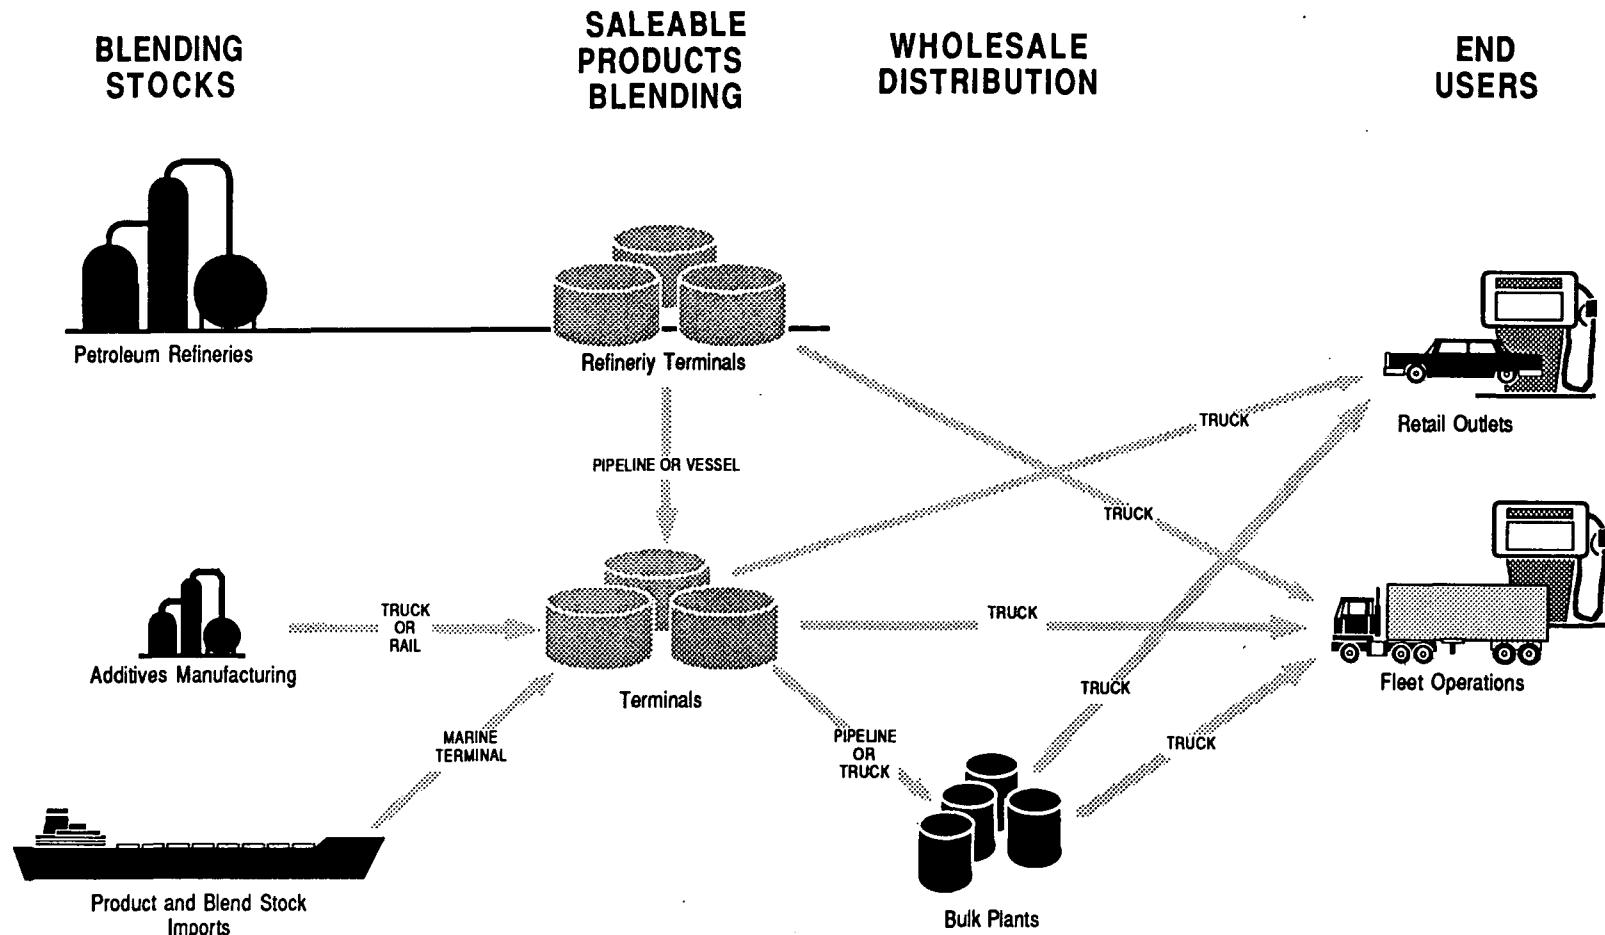 BLENDING
STOCKS
SALEABLE
PRODUCTS
BLENDING
WHOLESALE
DISTRIBUTION
END
USERS
Petroleum Refineries
Refineriy Terminals
Retail Outlets
TRUCK
PIPELINE OR VESSEL
TRUCK
TRUCK
OR
RAIL
TRUCK
Additives Manufacturing
Terminals
Fleet Operations
TRUCK
MARINE
TERMINAL
PIPELINE
OR
TRUCK
TRUCK
Product and Blend Stock
Imports
Bulk Plants